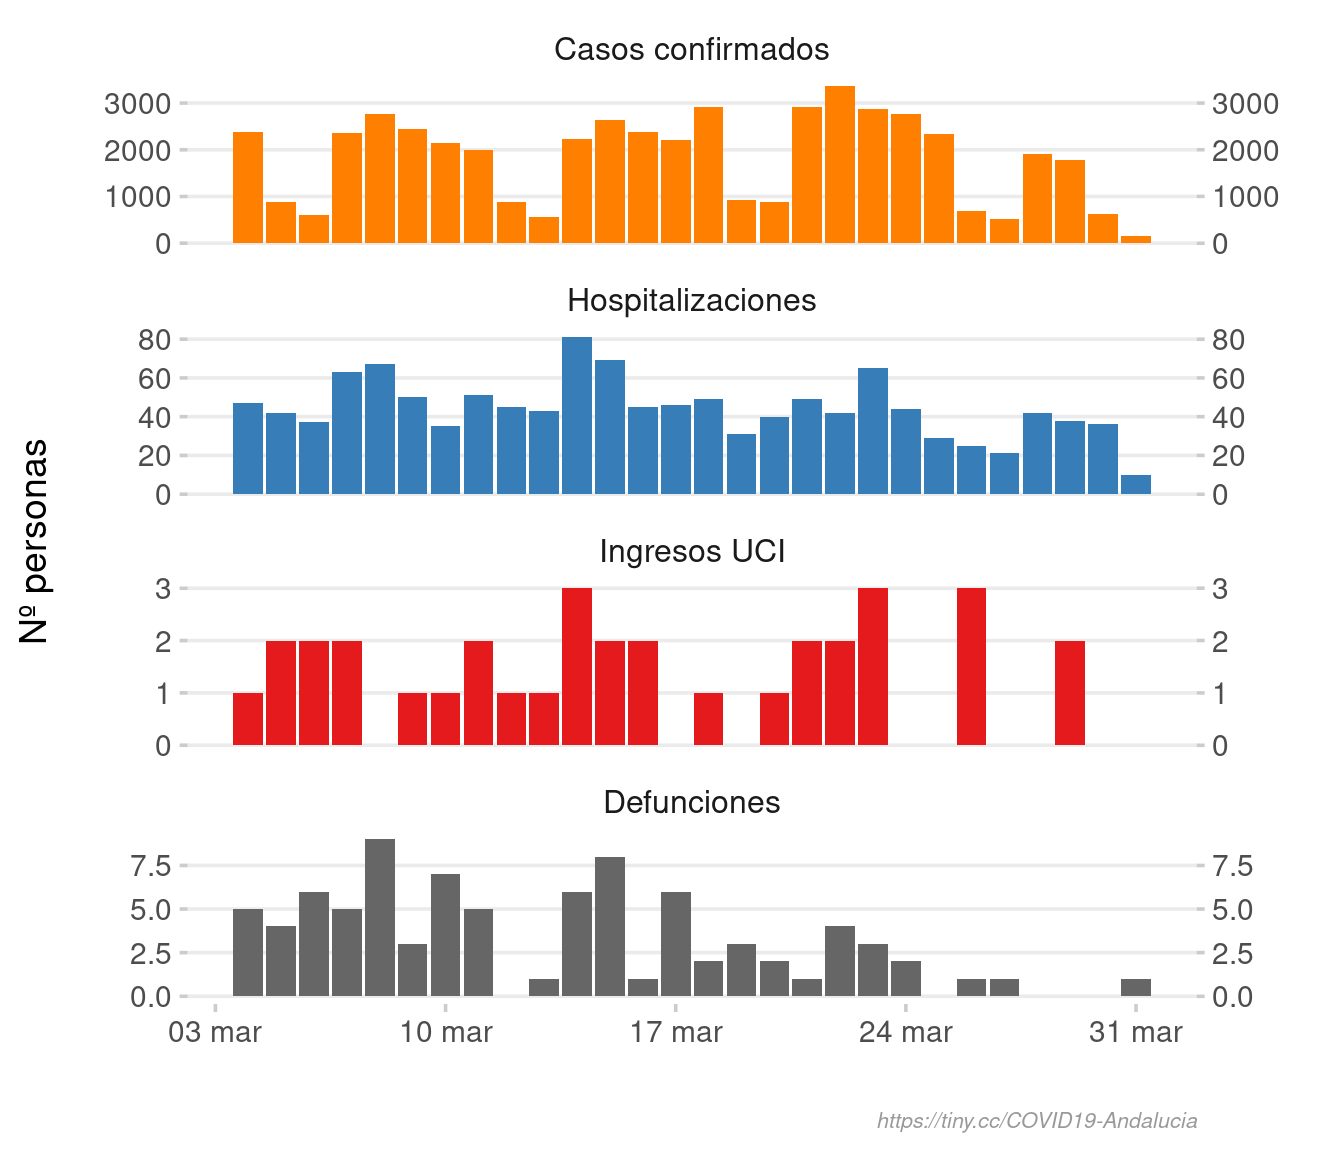 Casos confirmados
3000 3000
2000 2000
1000 1000
0 0
Hospitalizaciones
80 80
60 60
40 40
20 20
0 0
Nº personas
Ingresos UCI
3 3
2 2
1 1
0 0
Defunciones
7.5 7.5
5.0 5.0
2.5 2.5
0.0 0.0
03 mar 10 mar 17 mar 24 mar 31 mar
https://tiny.cc/COVID19-Andalucia